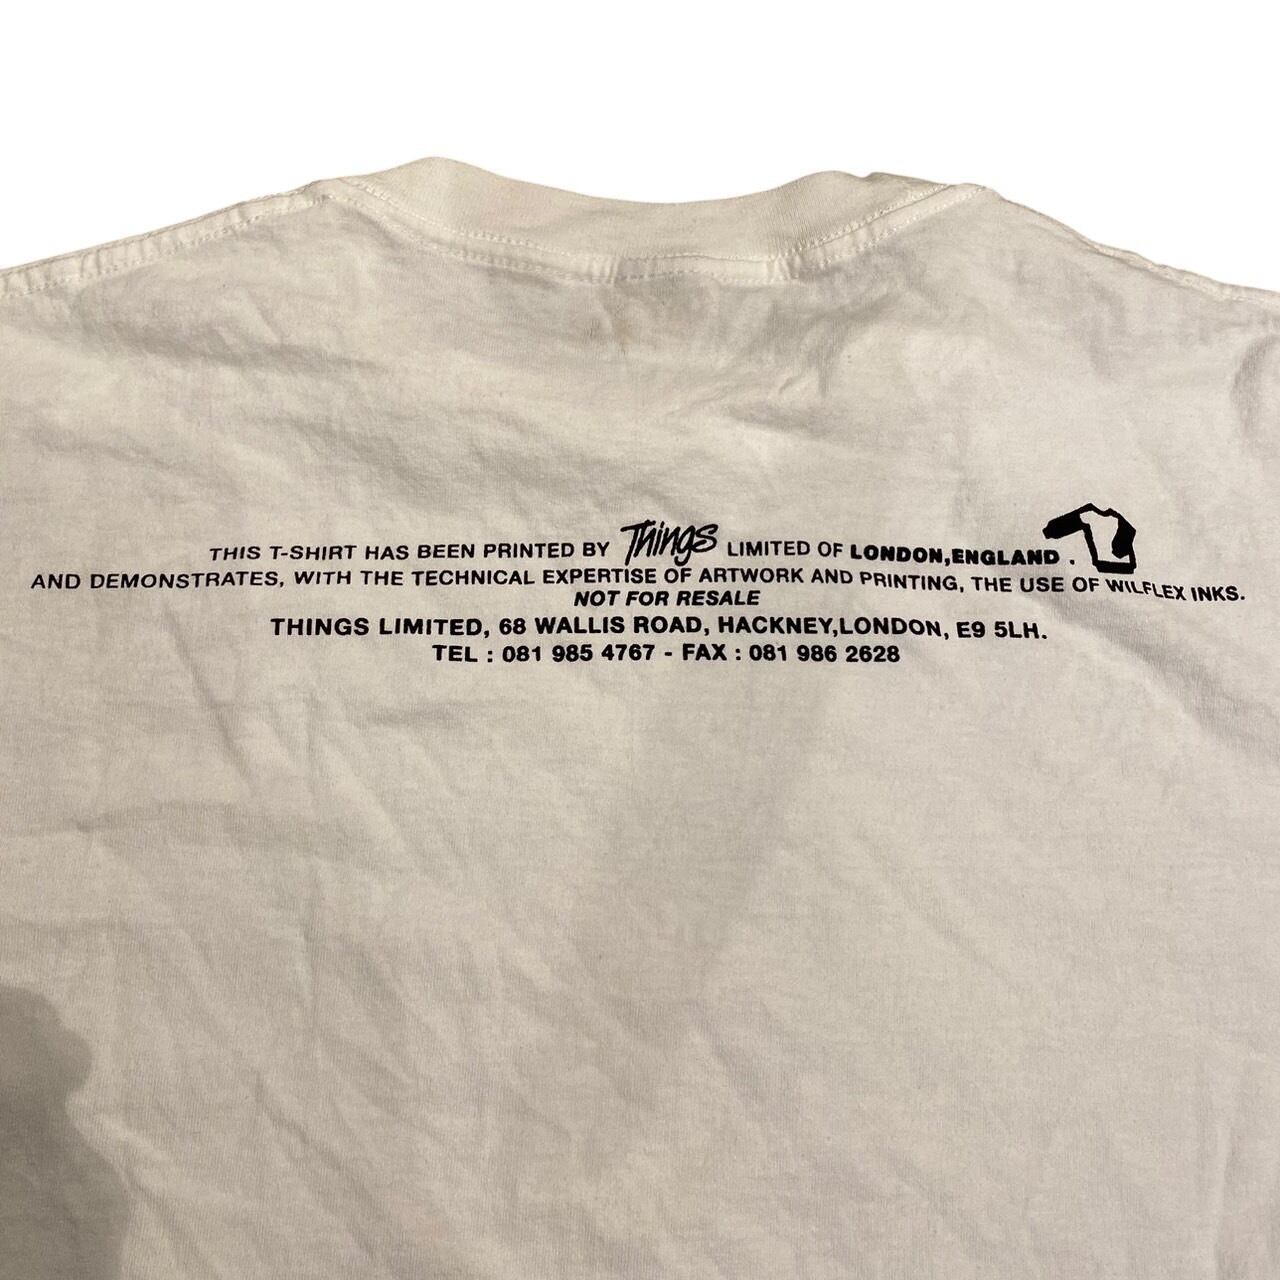 THIS T-SHIRT HAS BEEN PRINTED BY Things LIMITED OF LONDON,ENGLAND .
AND DEMONSTRATES, WITH THE TECHNICAL EXPERTISE OF ARTWORK AND PRINTING, THE USE OF WILFLEX INKS.
NOT FOR RESALE
THINGS LIMITED, 68 WALLIS ROAD, HACKNEY,LONDON, E9 5LH.
TEL : 081 985 4767 - FAX : 081 986 2628